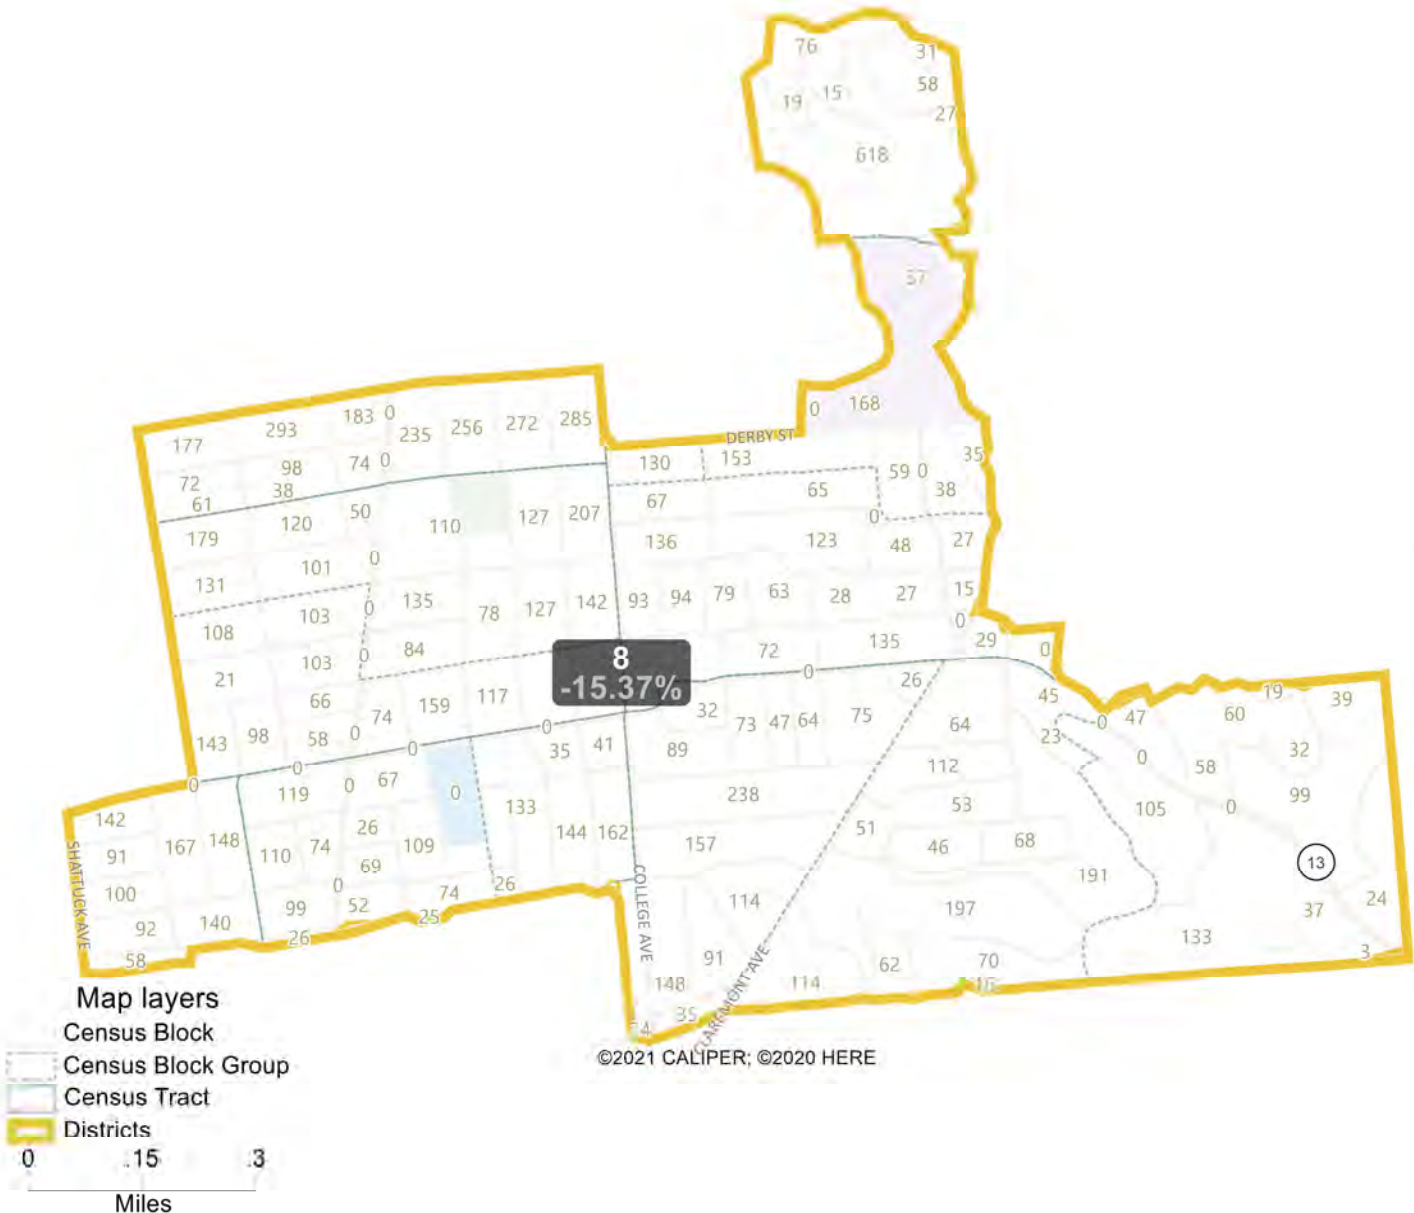 76 31
58
19 15
27
618
57
0 168
183 0
177 293 235 256 272 285
DERBY ST
130 153 35
72 98 74 0
59 0
61 38
67 65 38
179 120 50 110 127 207
0
136 123 48 27
131 101 0
108 103 0 135 78 127 142 93 94 79 63 28 27 15
0
103 0 84
72 135 29 0
21
8
-15.37%
0 26
66 74 159 117
32 73 47 64 75 64 45
0 47 60 19 39
143 98 58 0 0 0
35 41 89 23
0 58 32
0 0 119 0 67 0
112
238 53 105 0 99
142 167 148
26 133 144 162
51
91 110 74 109
157 46 68
13
69
191
100 0
74 26
114 197
24
92 140 99 52 25
37
58 26
133
3
91 62 70
148 114 16
35
SHATTUCK AVE
COLLEGE AVE
CLAREMONT AVE
©2021 CALIPER; ©2020 HERE
Map layers
Census Block
Census Block Group
Census Tract
Districts
0 .15 .3
Miles